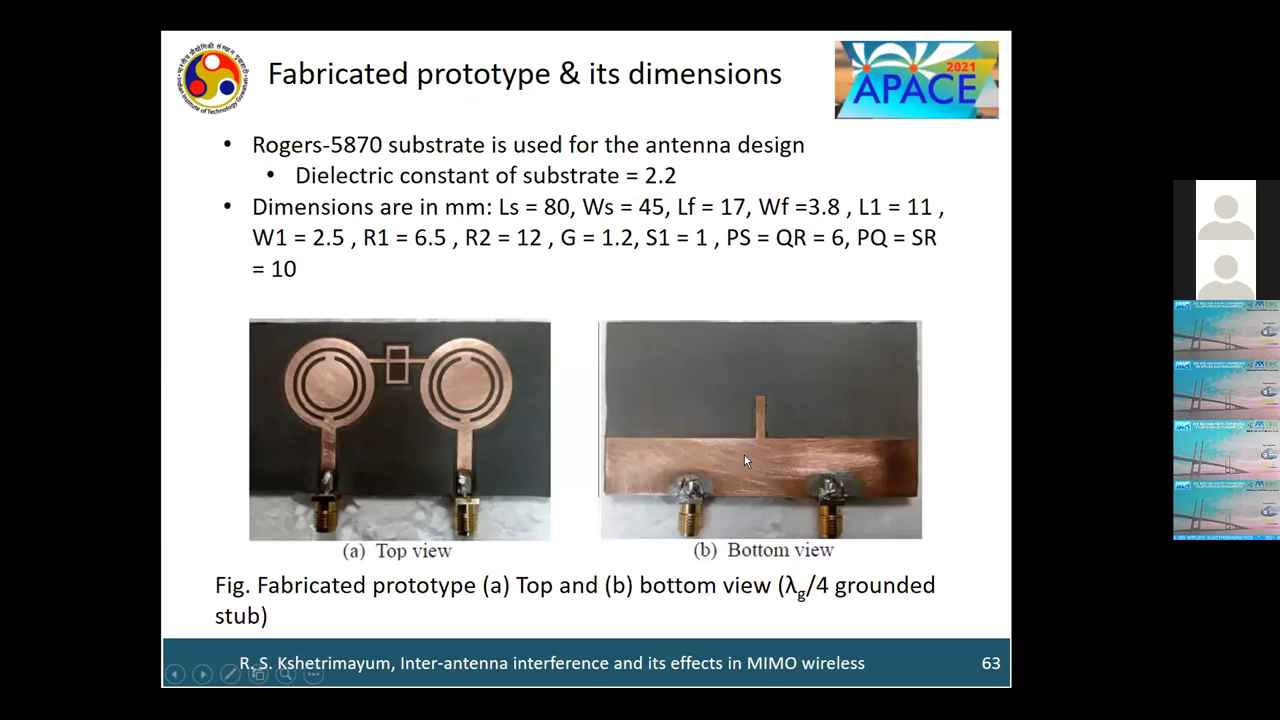 Fabricated prototype & its dimensions
2021
APACE
• Rogers-5870 substrate is used for the antenna design
• Dielectric constant of substrate = 2.2
• Dimensions are in mm: Ls = 80, Ws = 45, Lf = 17, Wf =3.8 , L1 = 11 ,
W1 = 2.5 , R1 = 6.5 , R2 = 12 , G = 1.2, S1 = 1 , PS = QR = 6, PQ = SR
= 10
(a) Top view
(b) Bottom view
Fig. Fabricated prototype (a) Top and (b) bottom view (λg/4 grounded
stub)
R. S. Kshetrimayum, Inter-antenna interference and its effects in MIMO wireless
63